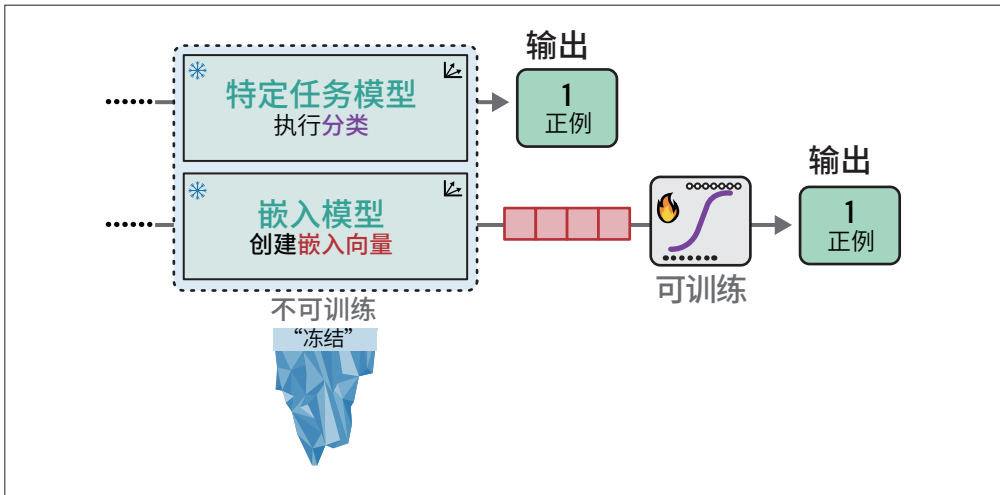 输出
特定任务模型
执行分类
1
正例
输出
嵌入模型
创建嵌入向量
1
正例
可训练
不可训练
“冻结”